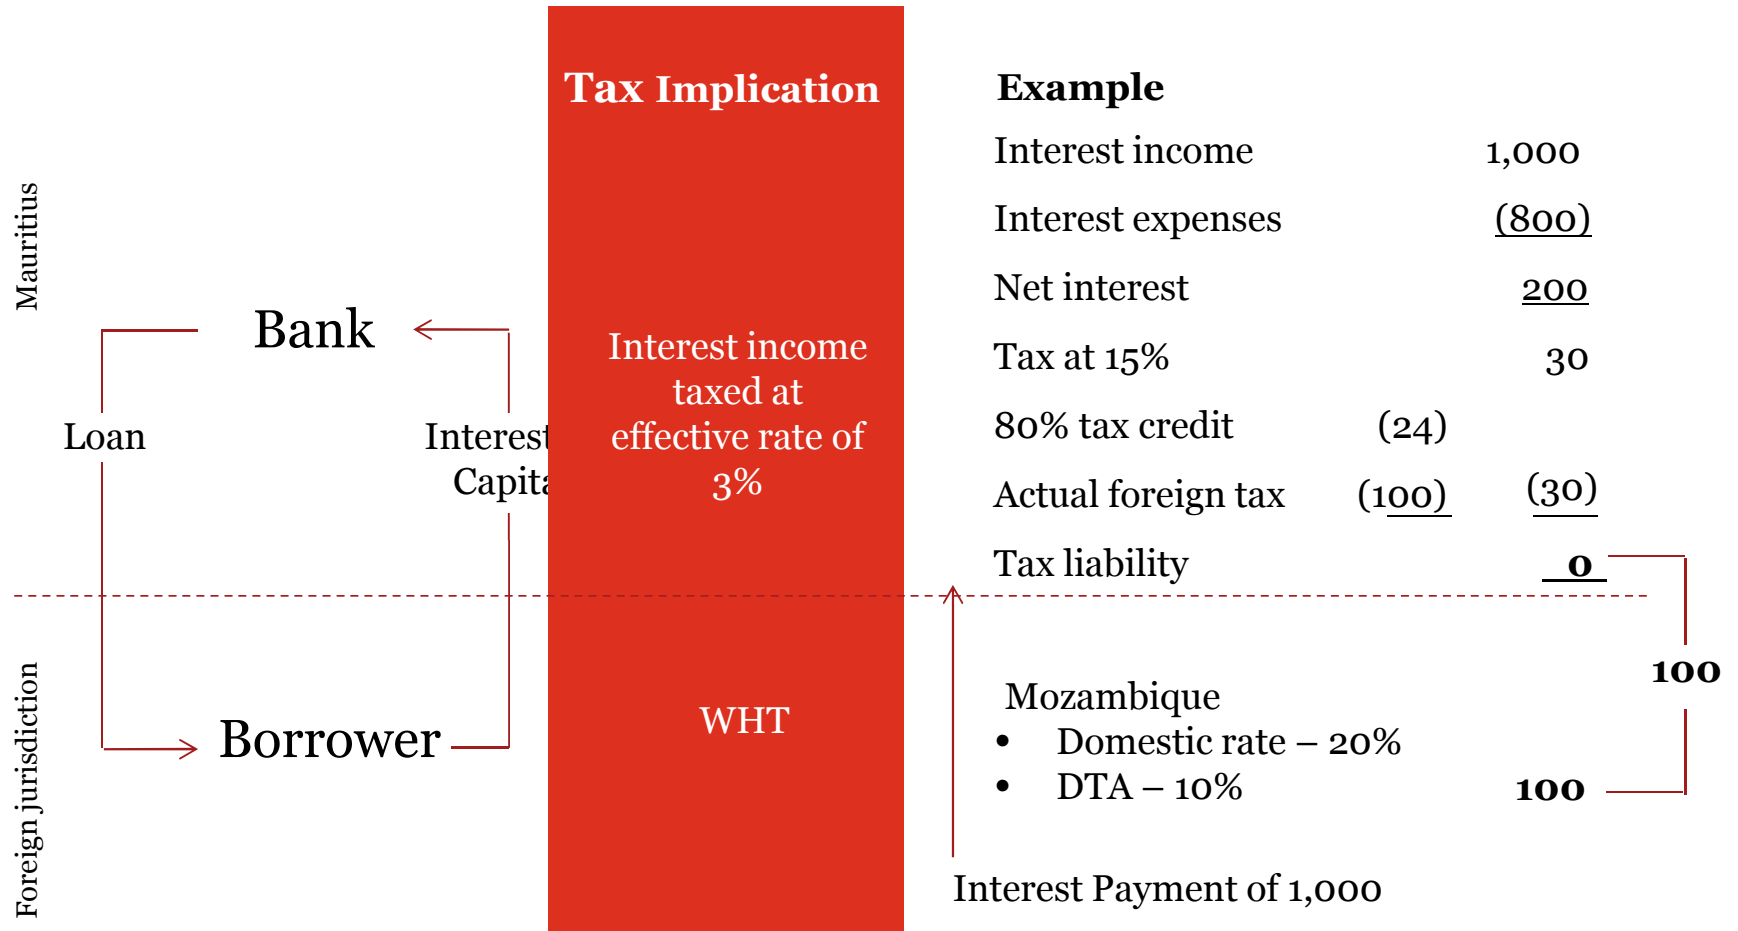 Mauritius
Bank
Loan
Interest
Capita
Foreign jurisdiction
Borrower
Tax Implication
Interest income
taxed at
effective rate of
3%
WHT
Example
Interest income 1,000
Interest expenses (800)
Net interest 200
Tax at 15% 30
80% tax credit (24)
Actual foreign tax (100) (30)
Tax liability 0
100
Mozambique
• Domestic rate – 20%
• DTA – 10% 100
Interest Payment of 1,000